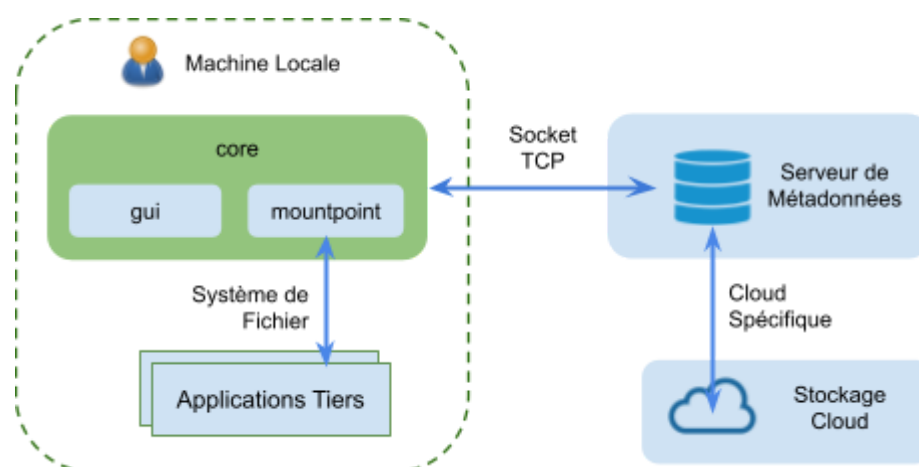 Machine Locale
core
gui
mountpoint
Système de
Fichier
Applications Tiers
Socket
TCP
Serveur de
Métadonnées
Cloud
Spécifique
Stockage
Cloud